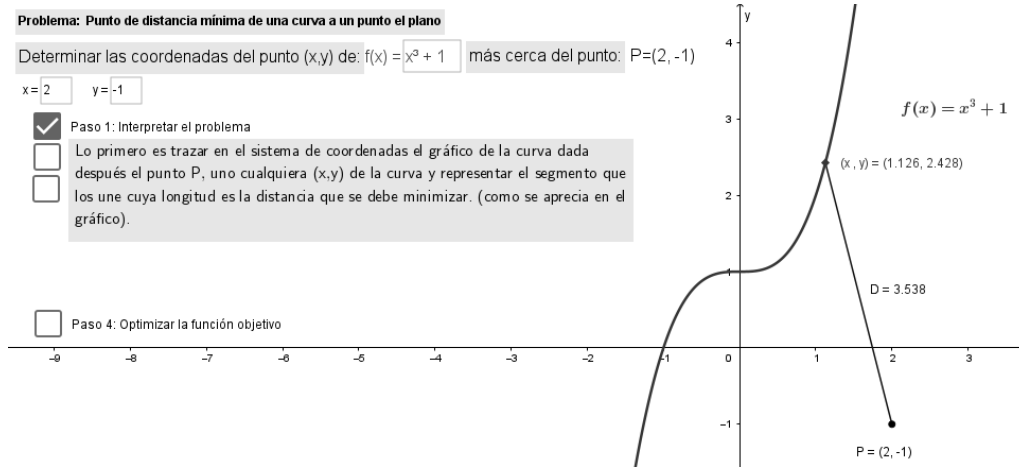 Problema: Punto de distancia mínima de una curva a un punto el plano
Determinar las coordenadas del punto (x,y) de: f(x) = x³ + 1 más cerca del punto: P=(2, -1)
x = 2 y = -1
Paso 1: Interpretar el problema
Lo primero es trazar en el sistema de coordenadas el gráfico de la curva dada
después el punto P, uno cualquiera (x,y) de la curva y representar el segmento que
los une cuya longitud es la distancia que se debe minimizar. (como se aprecia en el
gráfico).
Paso 4: Optimizar la función objetivo
y
4
f(x) = x³ + 1
3
(x , y) = (1.126, 2.428)
2
1
D = 3.538
–9 –8 –7 –6 –5 –4 –3 –2 –1 0 1 2 3
–1
P = (2, -1)